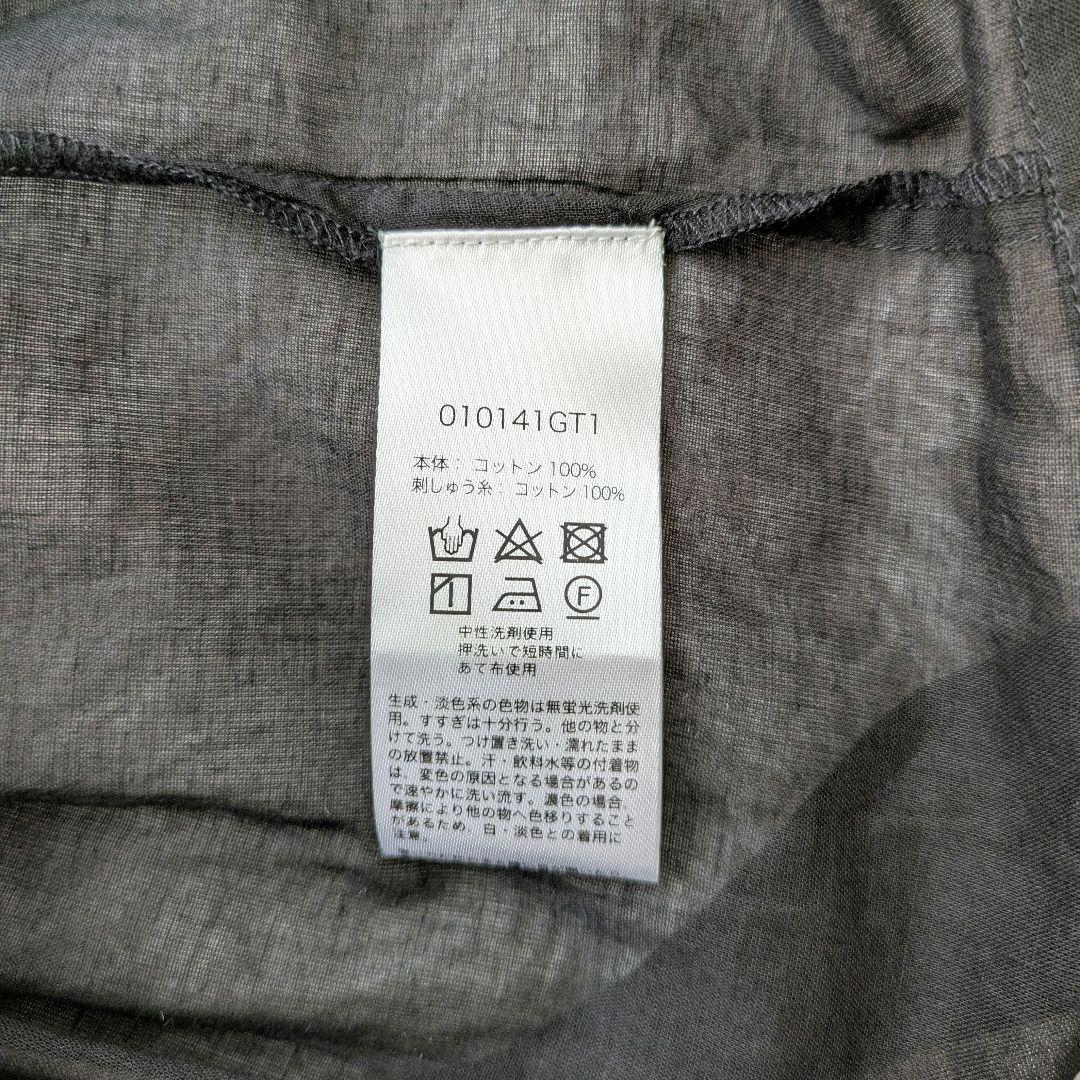 010141GT1
本体： コットン 100%
刺しゅう糸： コットン 100%
F
中性洗剤使用
押洗いで短時間に
あて布使用
生成・淡色系の色物は無蛍光洗剤使
用。すすぎは十分行う。他の物と分
けて洗う。つけ置き洗い・濡れたまま
の放置禁止。汗・飲料水等の付着物
は、変色の原因となる場合があるの
で速やかに洗い流す。濃色の場合、
摩擦により他の物へ色移りすること
があるため、白・淡色との着用に
注意。